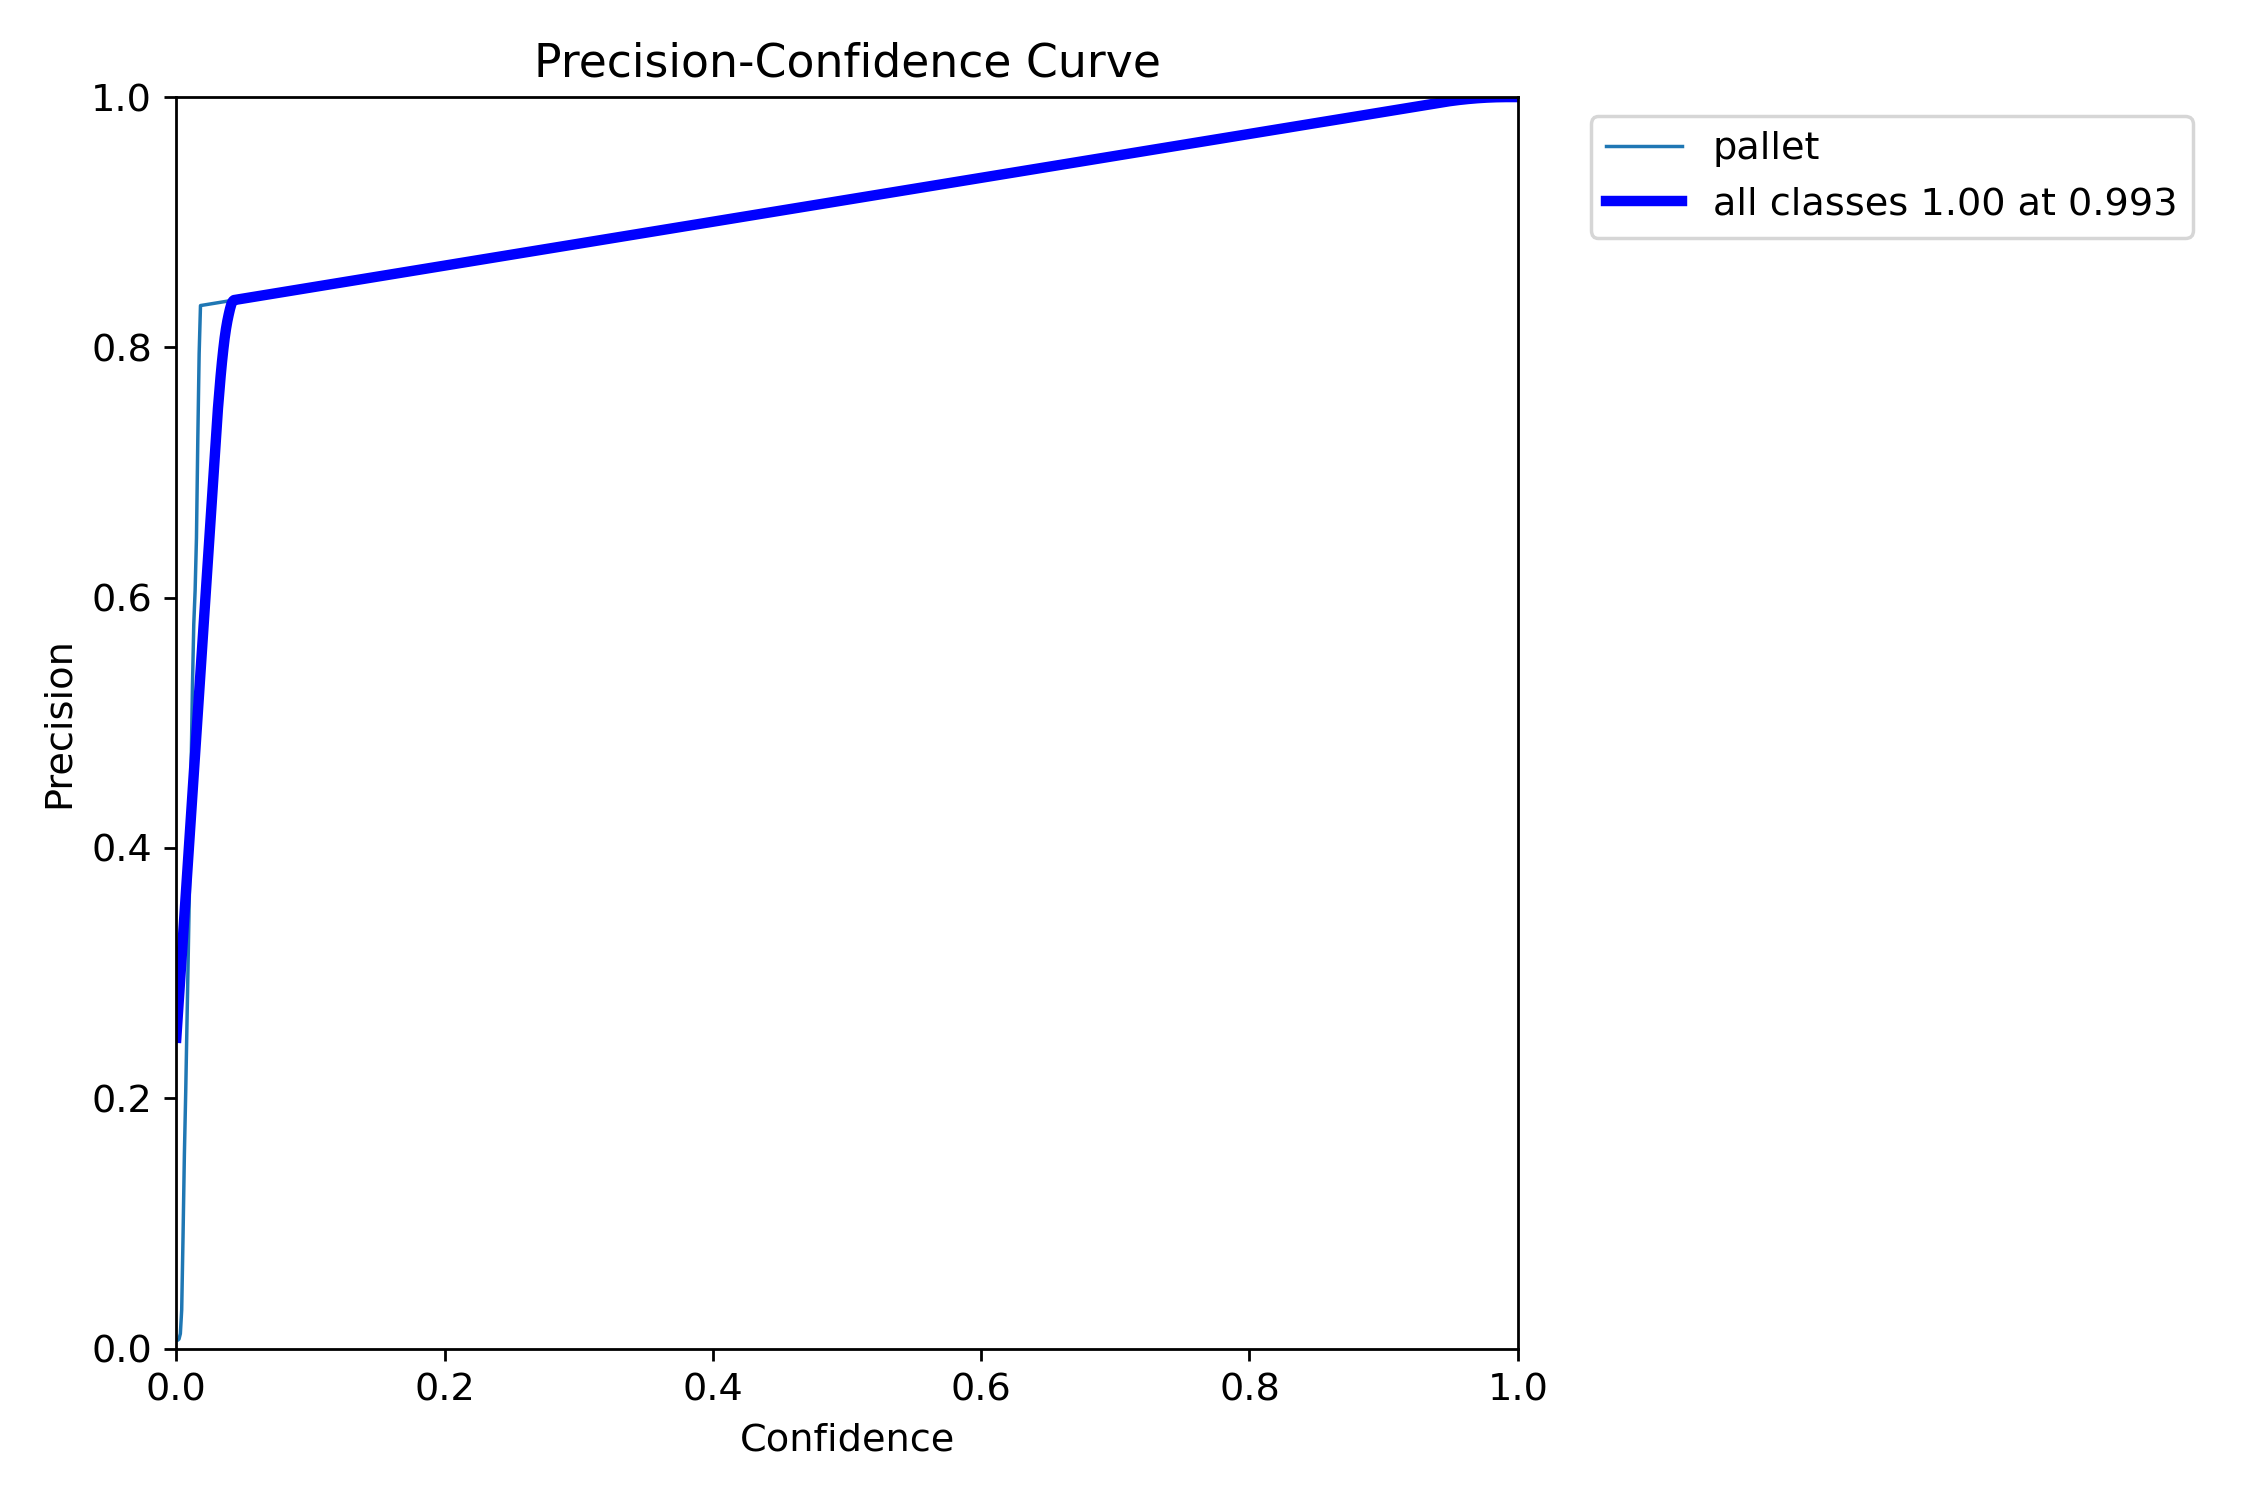 Precision-Confidence Curve
1.0
0.8
0.6
0.4
0.2
0.0
Precision
0.0 0.2 0.4 0.6 0.8 1.0
Confidence
pallet
all classes 1.00 at 0.993